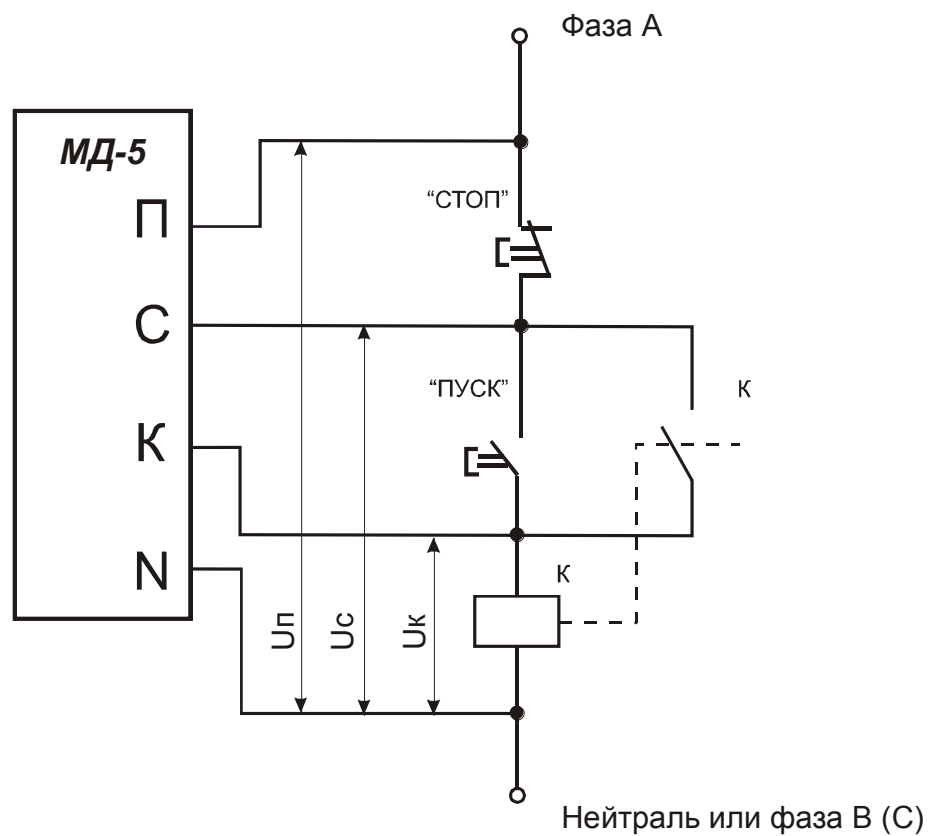 Фаза А
МД-5
П
"СТОП"
С
"ПУСК"
К
К
N
К
Uп
Uс
Uк
Нейтраль или фаза В (С)